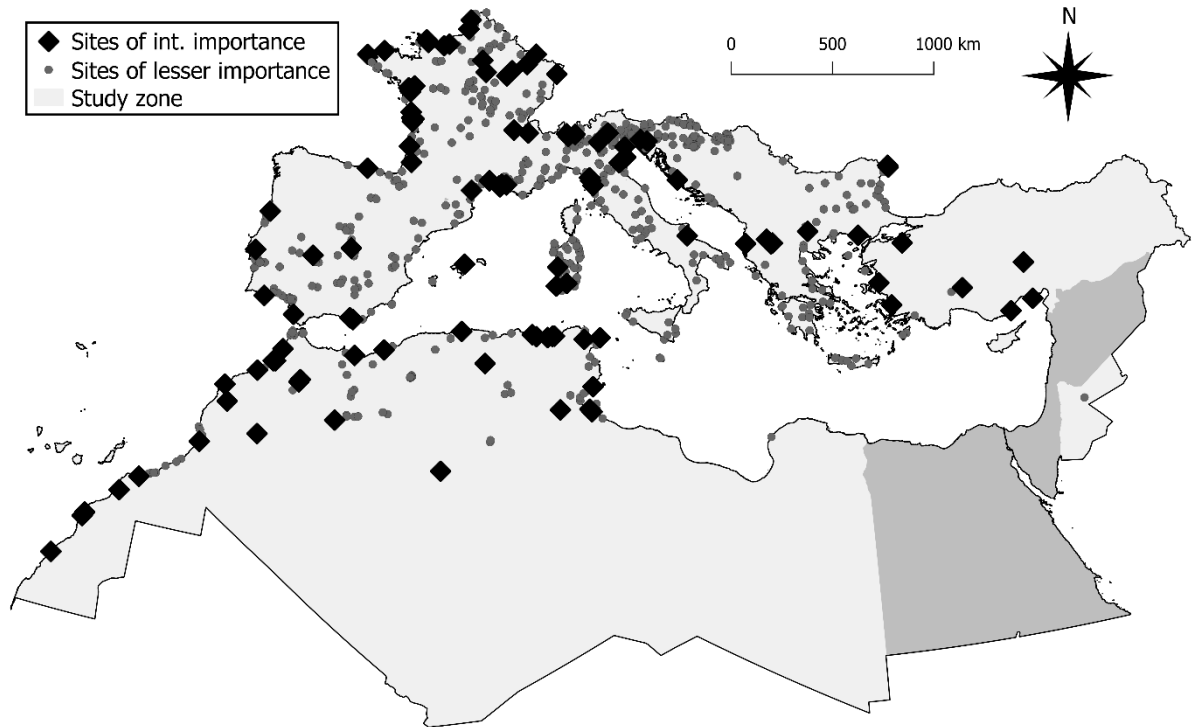 Sites of int. importance
Sites of lesser importance
Study zone
0 500 1000 km
N